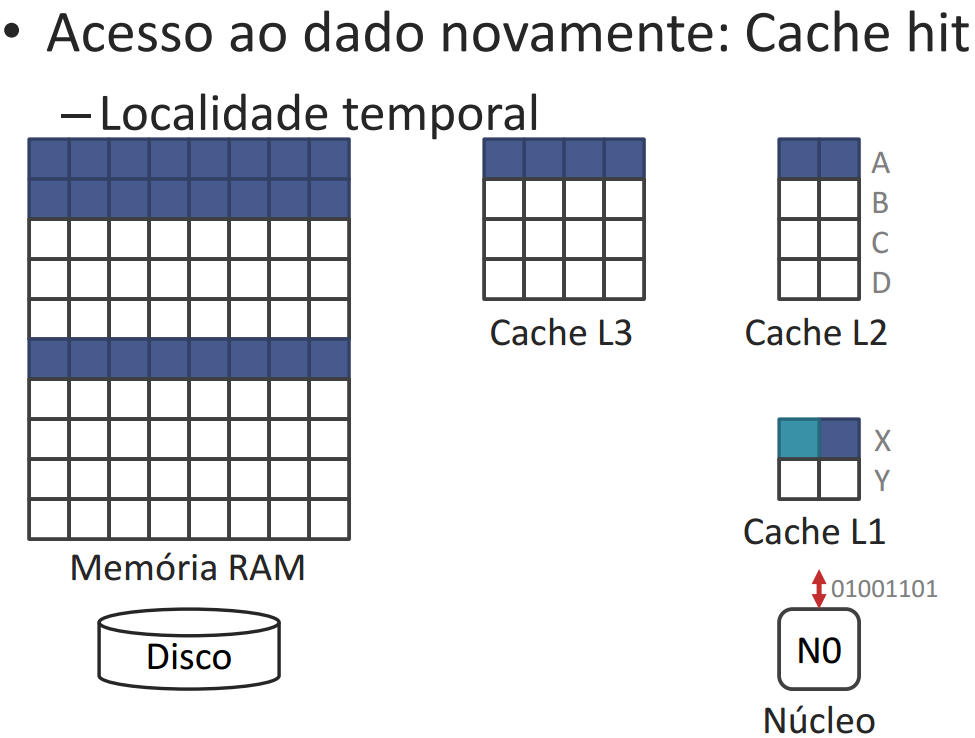 • Acesso ao dado novamente: Cache hit
– Localidade temporal
A
B
C
D
Cache L3
Cache L2
X
Y
Cache L1
Memória RAM
01001101
Disco
N0
Núcleo